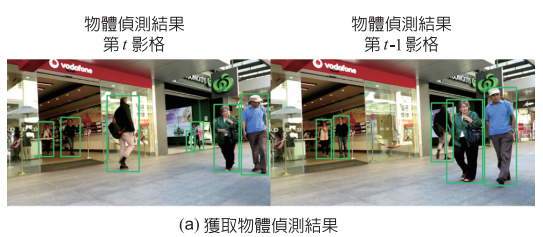 物體偵測結果
第 t 影格
物體偵測結果
第 t-1 影格
vodafone
vodafone
(a) 獲取物體偵測結果